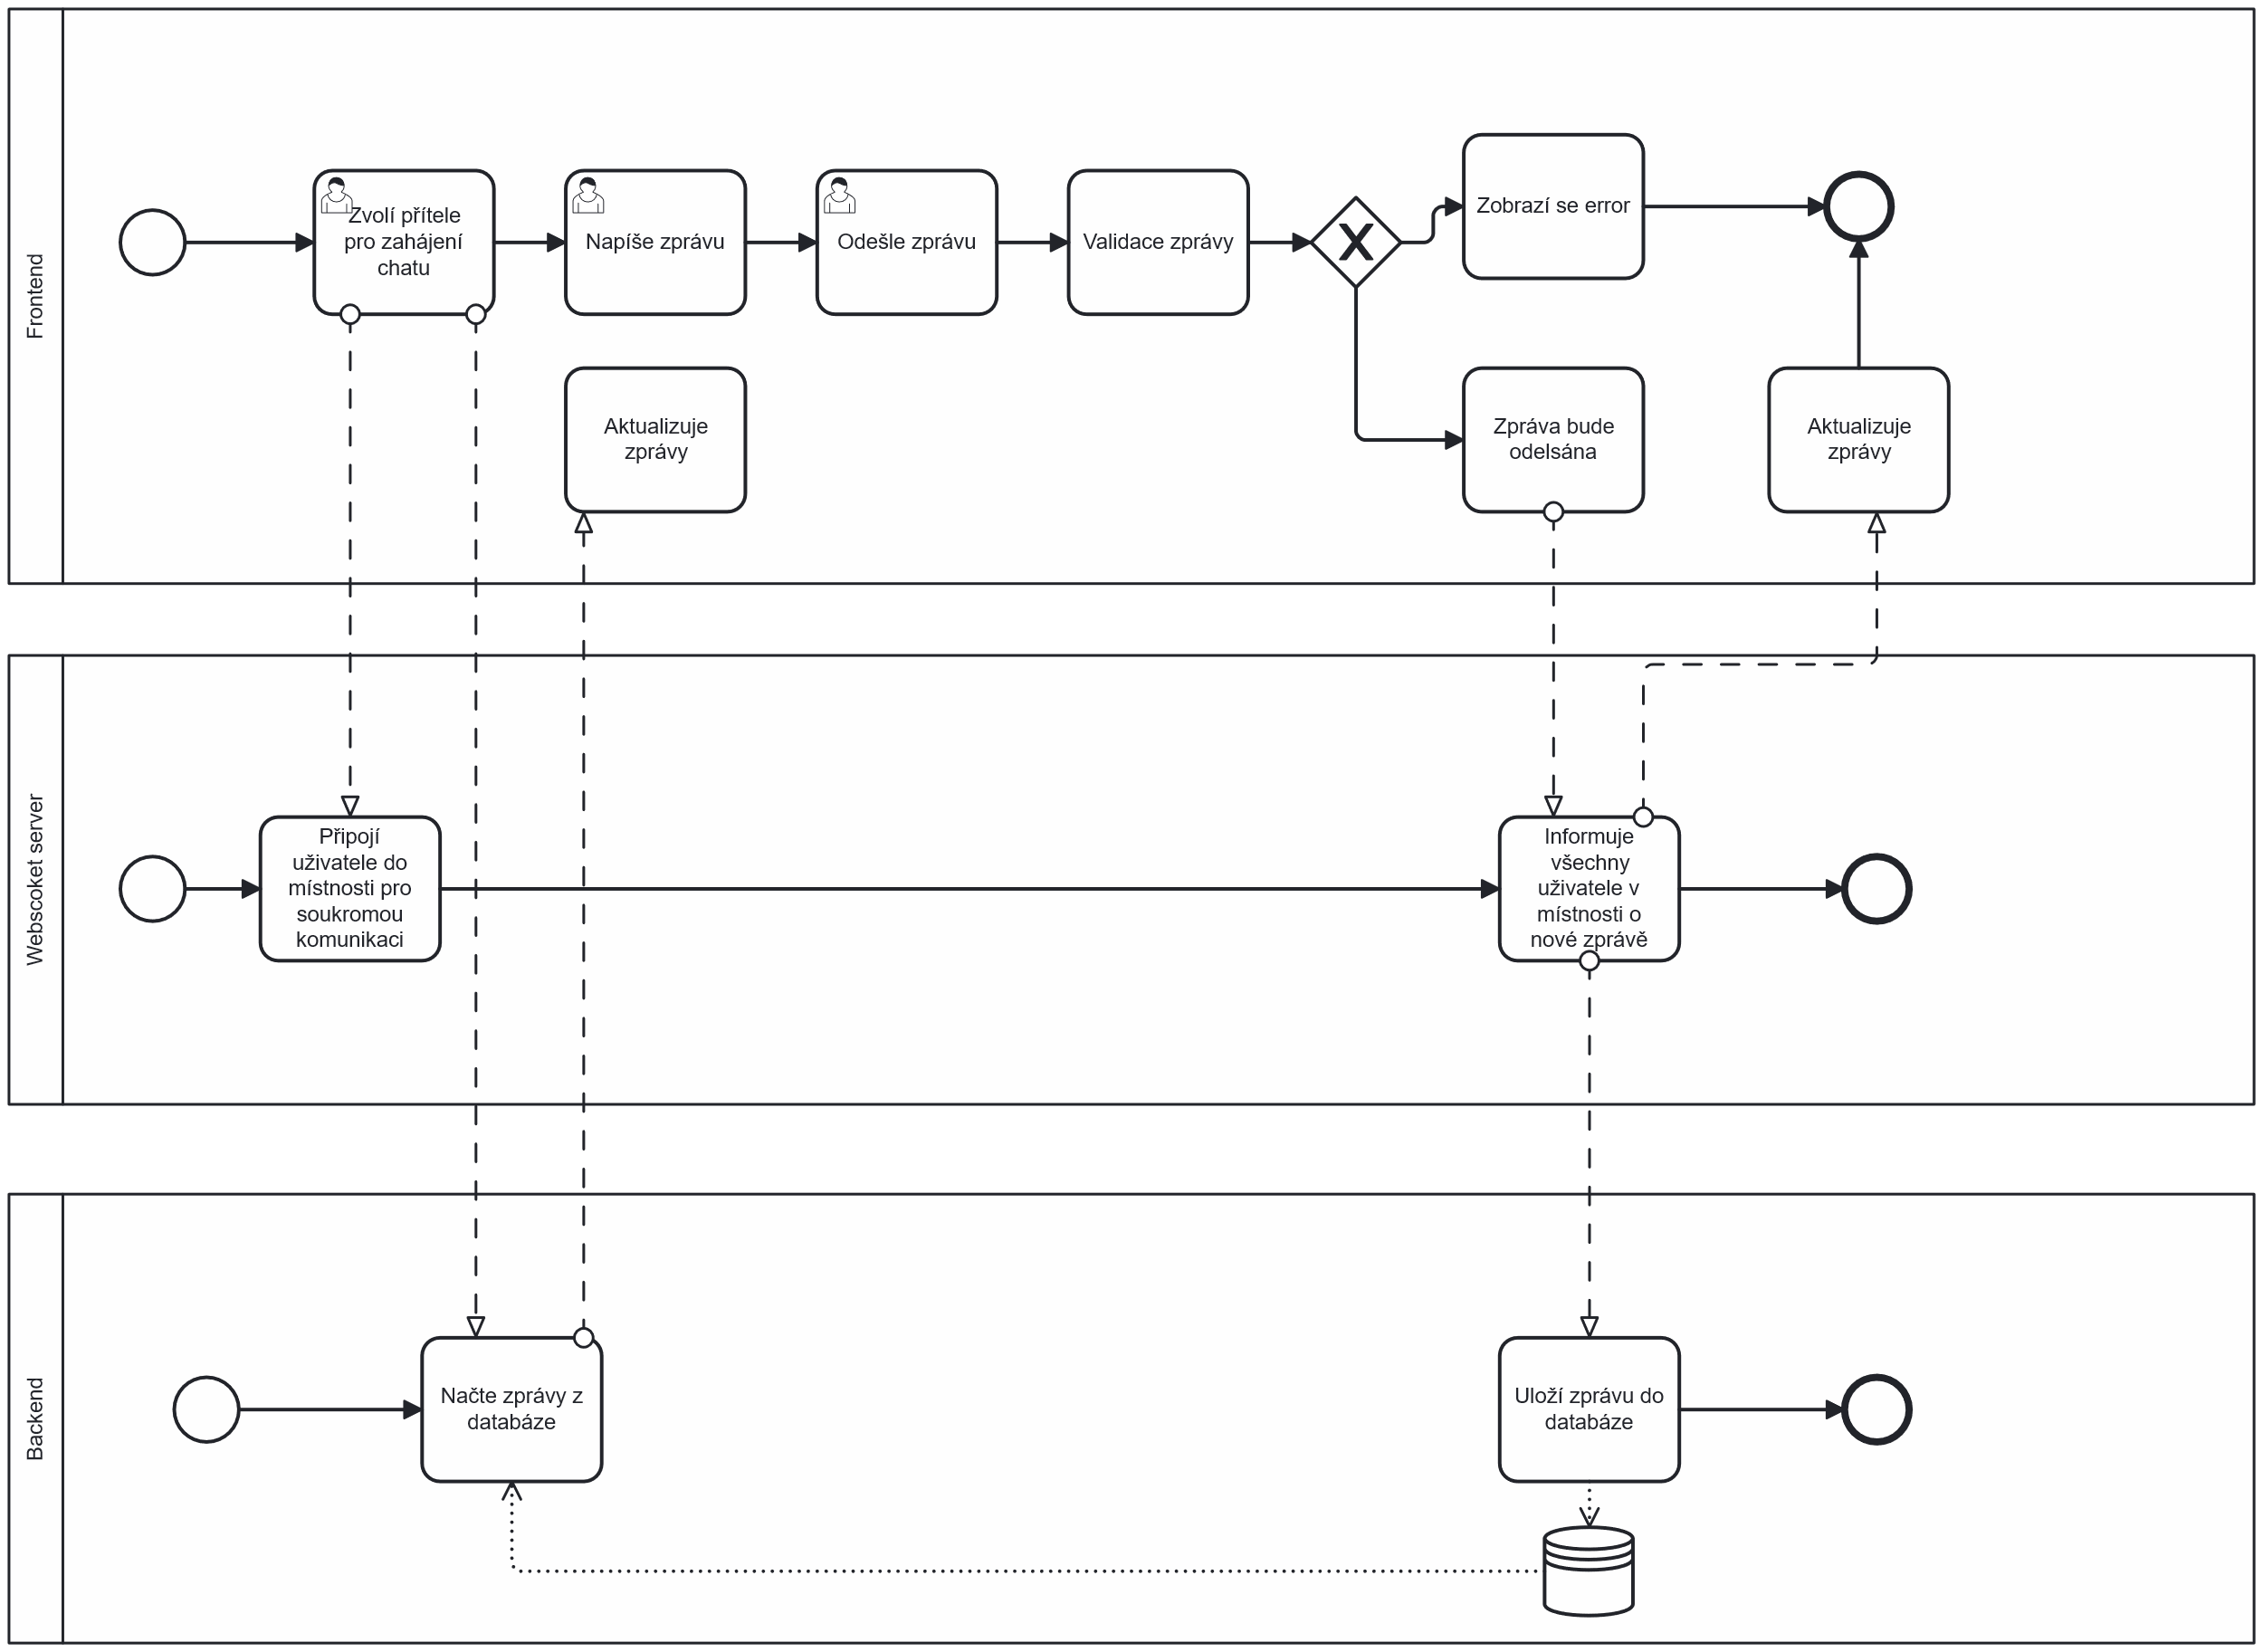 Frontend
Zvolí přítele
pro zahájení
chatu
Napíše zprávu
Odešle zprávu
Validace zprávy
X
Zobrazí se error
Aktualizuje
zprávy
Zpráva bude
odelsána
Aktualizuje
zprávy
Webscoket server
Připojí
uživatele do
místnosti pro
soukromou
komunikaci
Informuje
všechny
uživatele v
místnosti o
nové zprávě
Backend
Načte zprávy z
databáze
Uloží zprávu do
databáze